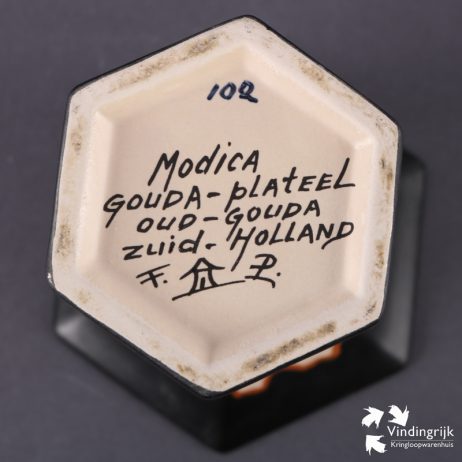 102
Modica
GOUDA-PLATEEL
OUD-GOUDA
ZUID-HOLLAND
F. P.
Vindingrijk
Kringloopwarenhuis